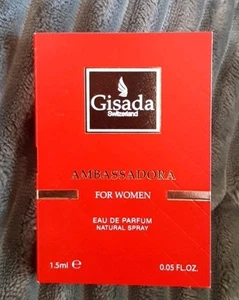 Gisada
Switzerland
AMBASSADORA
FOR WOMEN
EAU DE PARFUM
NATURAL SPRAY
1.5ml e 0.05 FL.OZ.